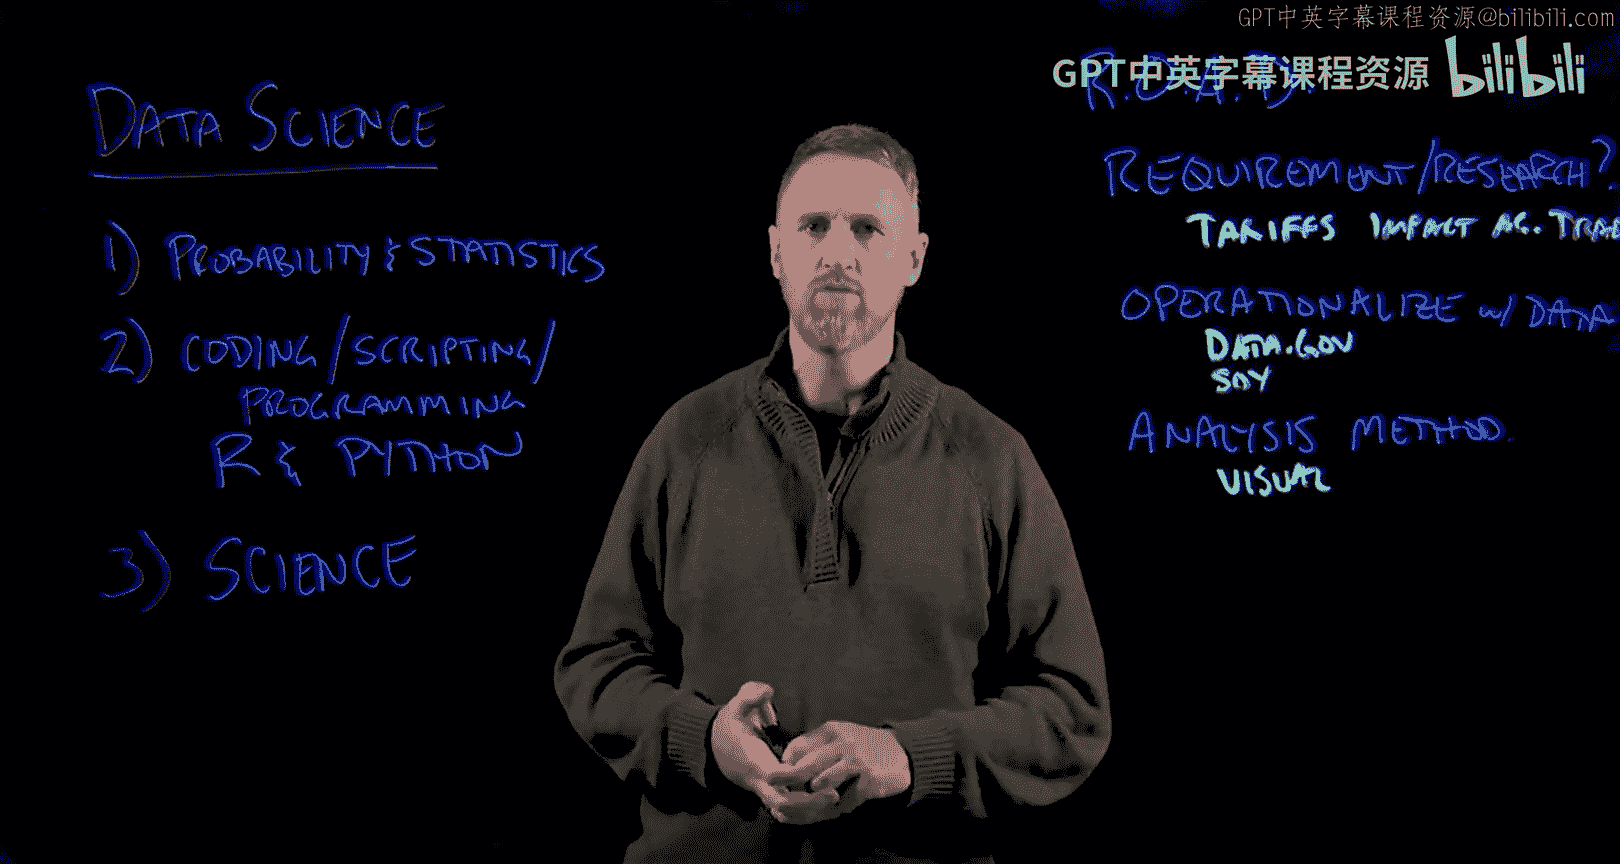 GPT中英字幕课程资源@bilibili.com
GPT中英字幕课程资源 bilibili
DATA SCIENCE
1) PROBABILITY & STATISTICS
2) CODING/SCRIPTING/
PROGRAMMING
R & PYTHON
3) SCIENCE
R.O.A.D.
REQUIREMENT/RESEARCH?
TARIFFS IMPACT AG.
OPERATIONALIZE w/ DATA
DATA.GOV
SOY
ANALYSIS METHOD
VISUAL